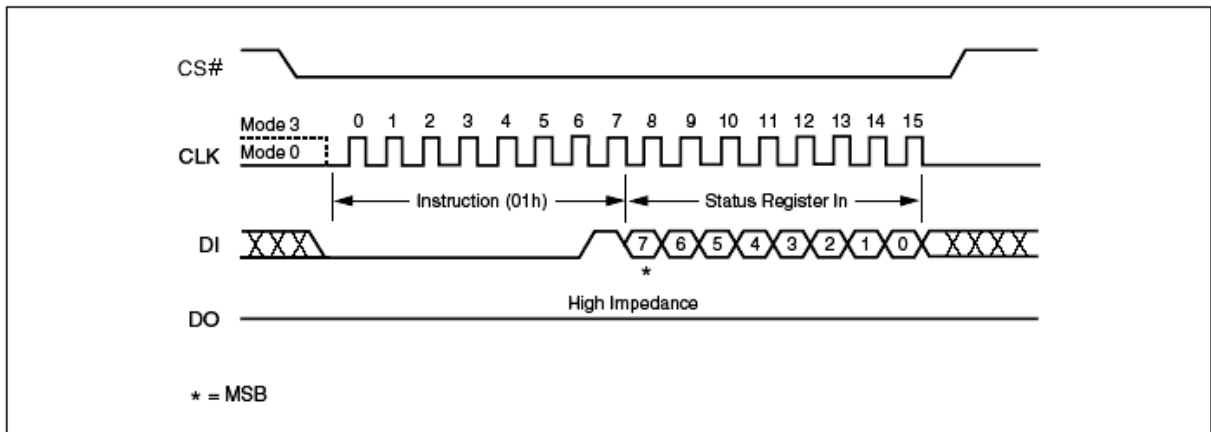 CS#
Mode 3
0 1 2 3 4 5 6 7 8 9 10 11 12 13 14 15
CLK
Mode 0
Instruction (01h)
Status Register In
DI
7 6 5 4 3 2 1 0
*
High Impedance
DO
* = MSB